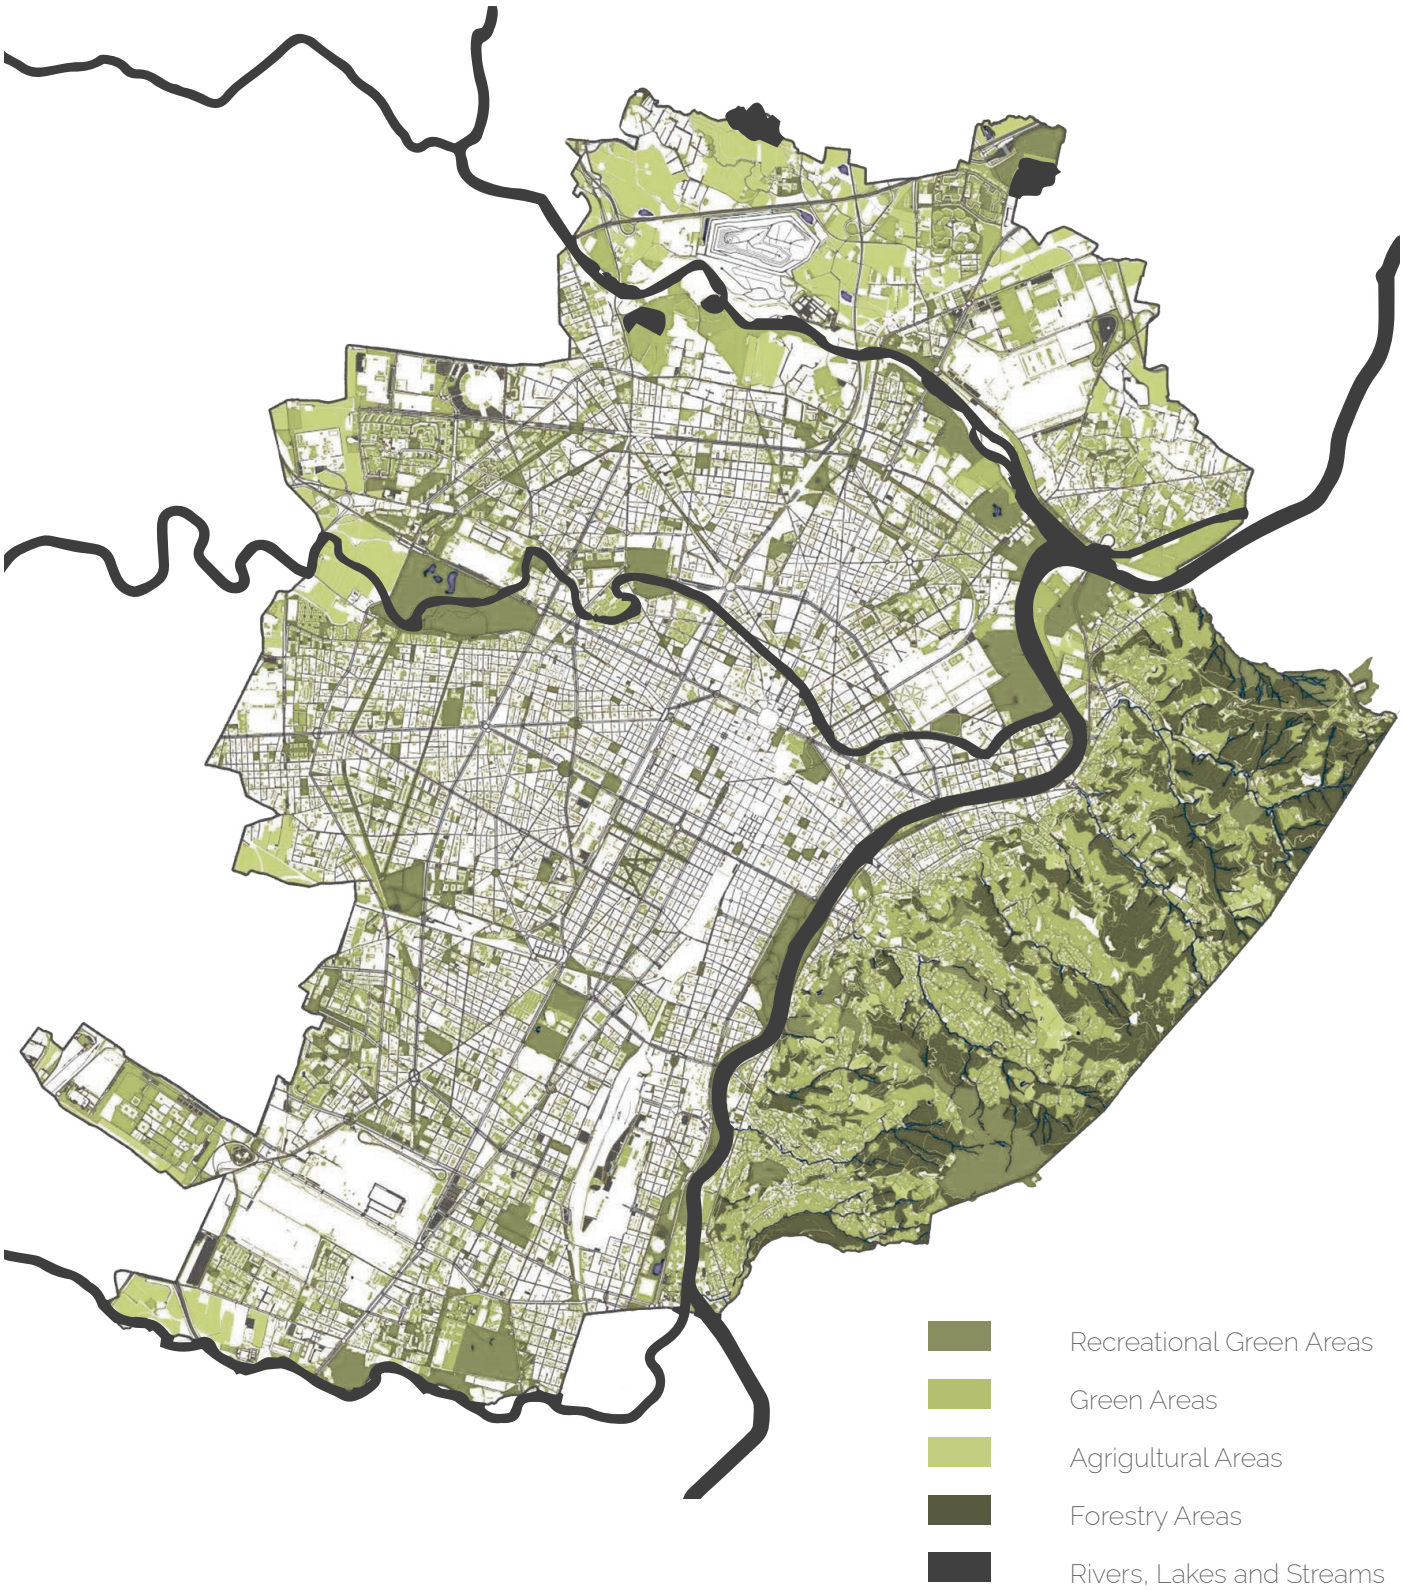 Recreational Green Areas
Green Areas
Agrigultural Areas
Forestry Areas
Rivers, Lakes and Streams